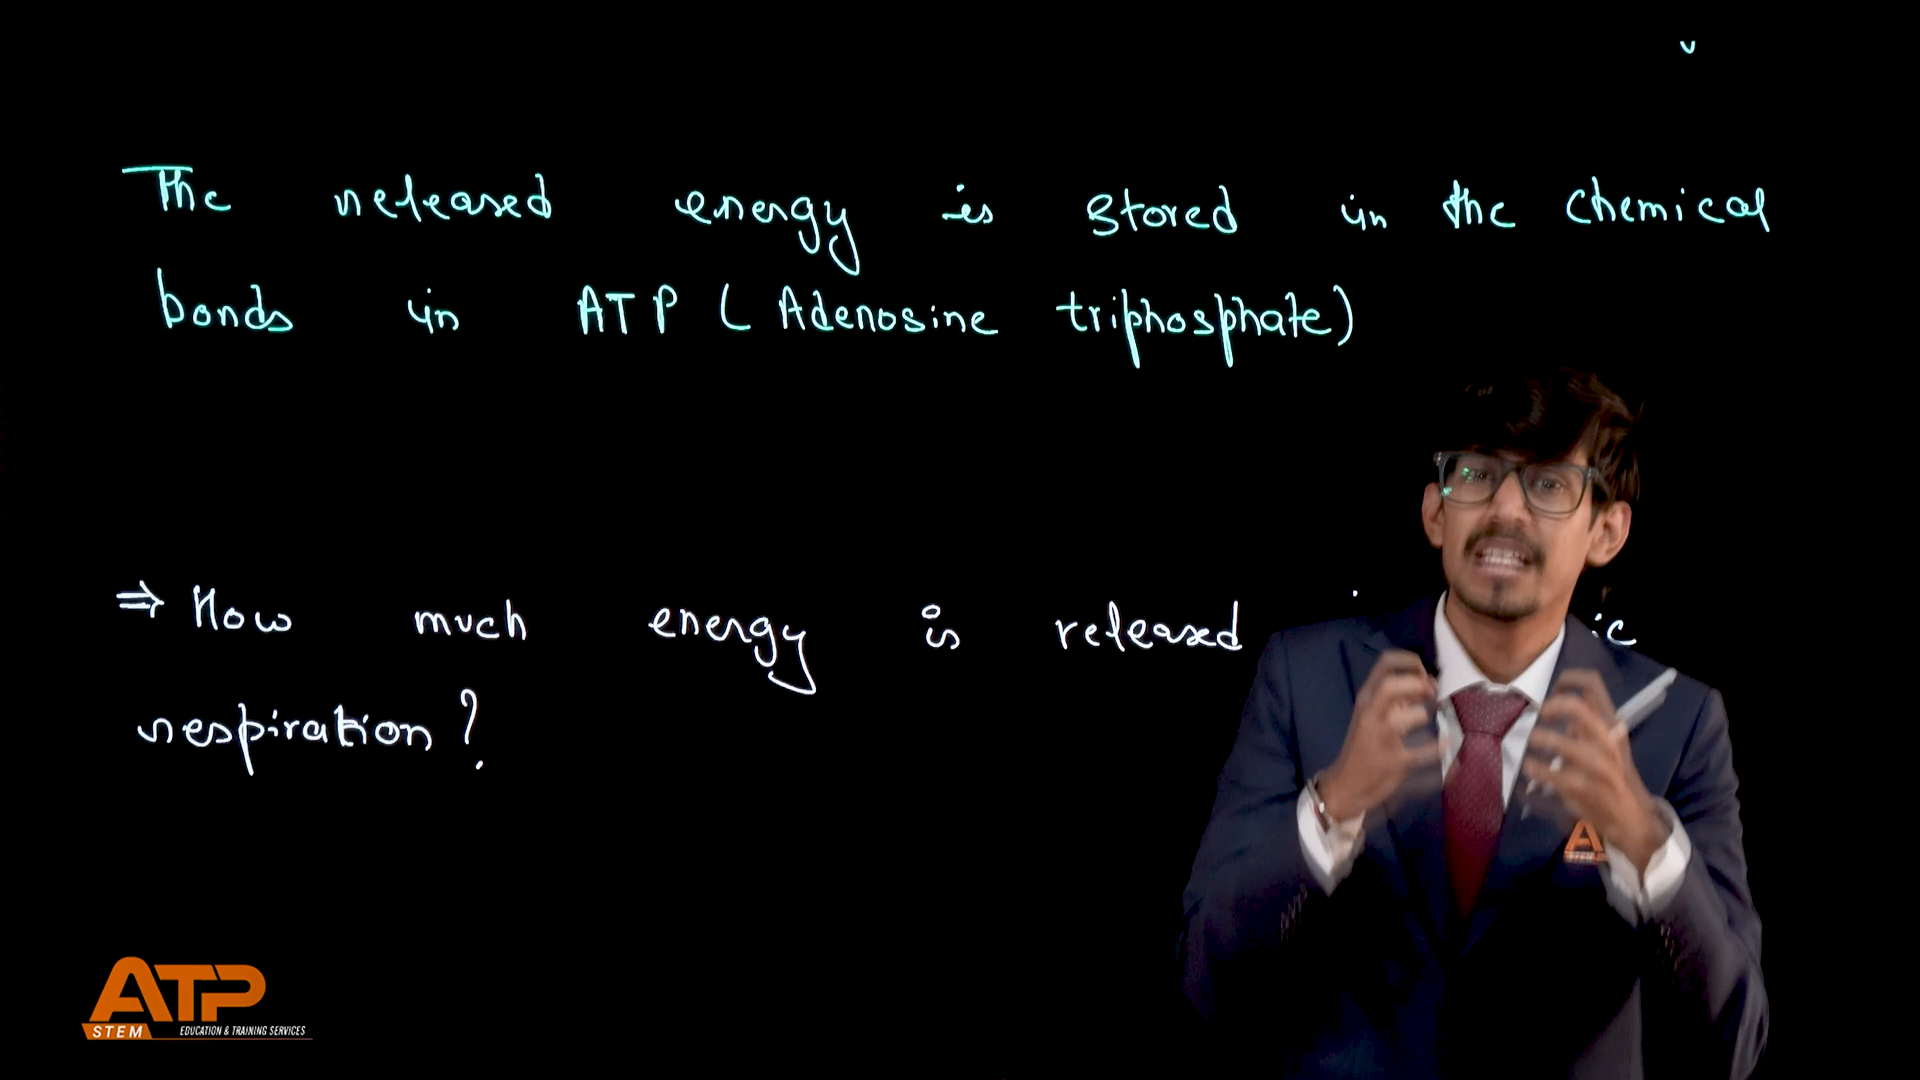 The released energy is stored in the chemical
bonds in ATP (Adenosine triphosphate)
⇒ How much energy is released
respiration?
ATP
STEM EDUCATION & TRAINING SERVICES